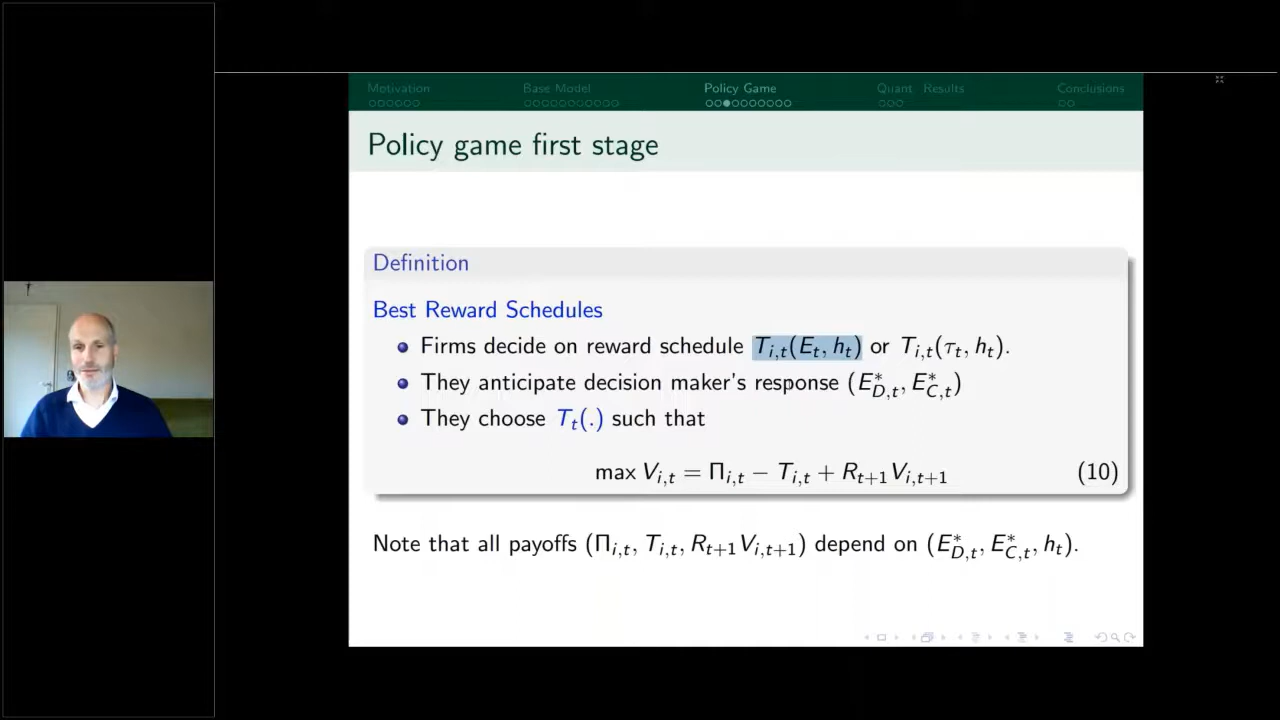 Motivation Base Model Policy Game Quant Results Conclusions
Policy game first stage
Definition
Best Reward Schedules
Firms decide on reward schedule T_{i,t}(E_t, h_t) or T_{i,t}(τ_t, h_t).
They anticipate decision maker's response (E*_{D,t}, E*_{C,t})
They choose T_t(.) such that
max V_{i,t} = Π_{i,t} − T_{i,t} + R_{t+1}V_{i,t+1} (10)
Note that all payoffs (Π_{i,t}, T_{i,t}, R_{t+1}V_{i,t+1}) depend on (E*_{D,t}, E*_{C,t}, h_t).